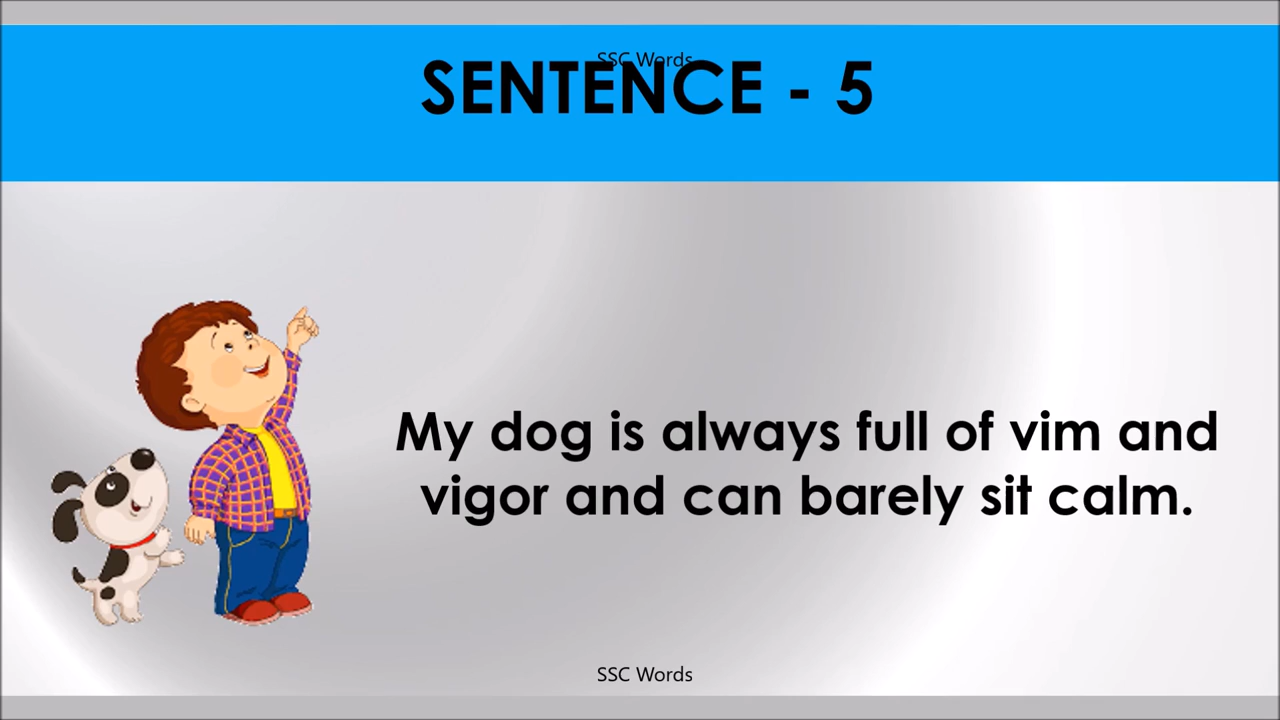 SSC Words
SENTENCE - 5
My dog is always full of vim and
vigor and can barely sit calm.
SSC Words